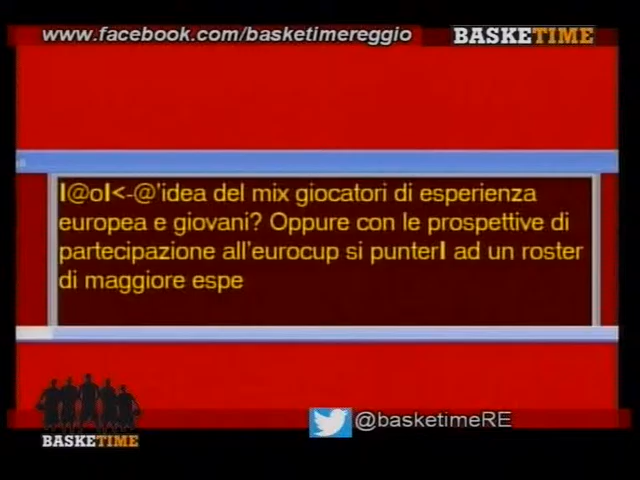 www.facebook.com/basketimereggio
BASKETIME
l@ol<-@'idea del mix giocatori di esperienza
europea e giovani? Oppure con le prospettive di
partecipazione all'eurocup si punterl ad un roster
di maggiore espe
@basketimeRE
BASKETIME